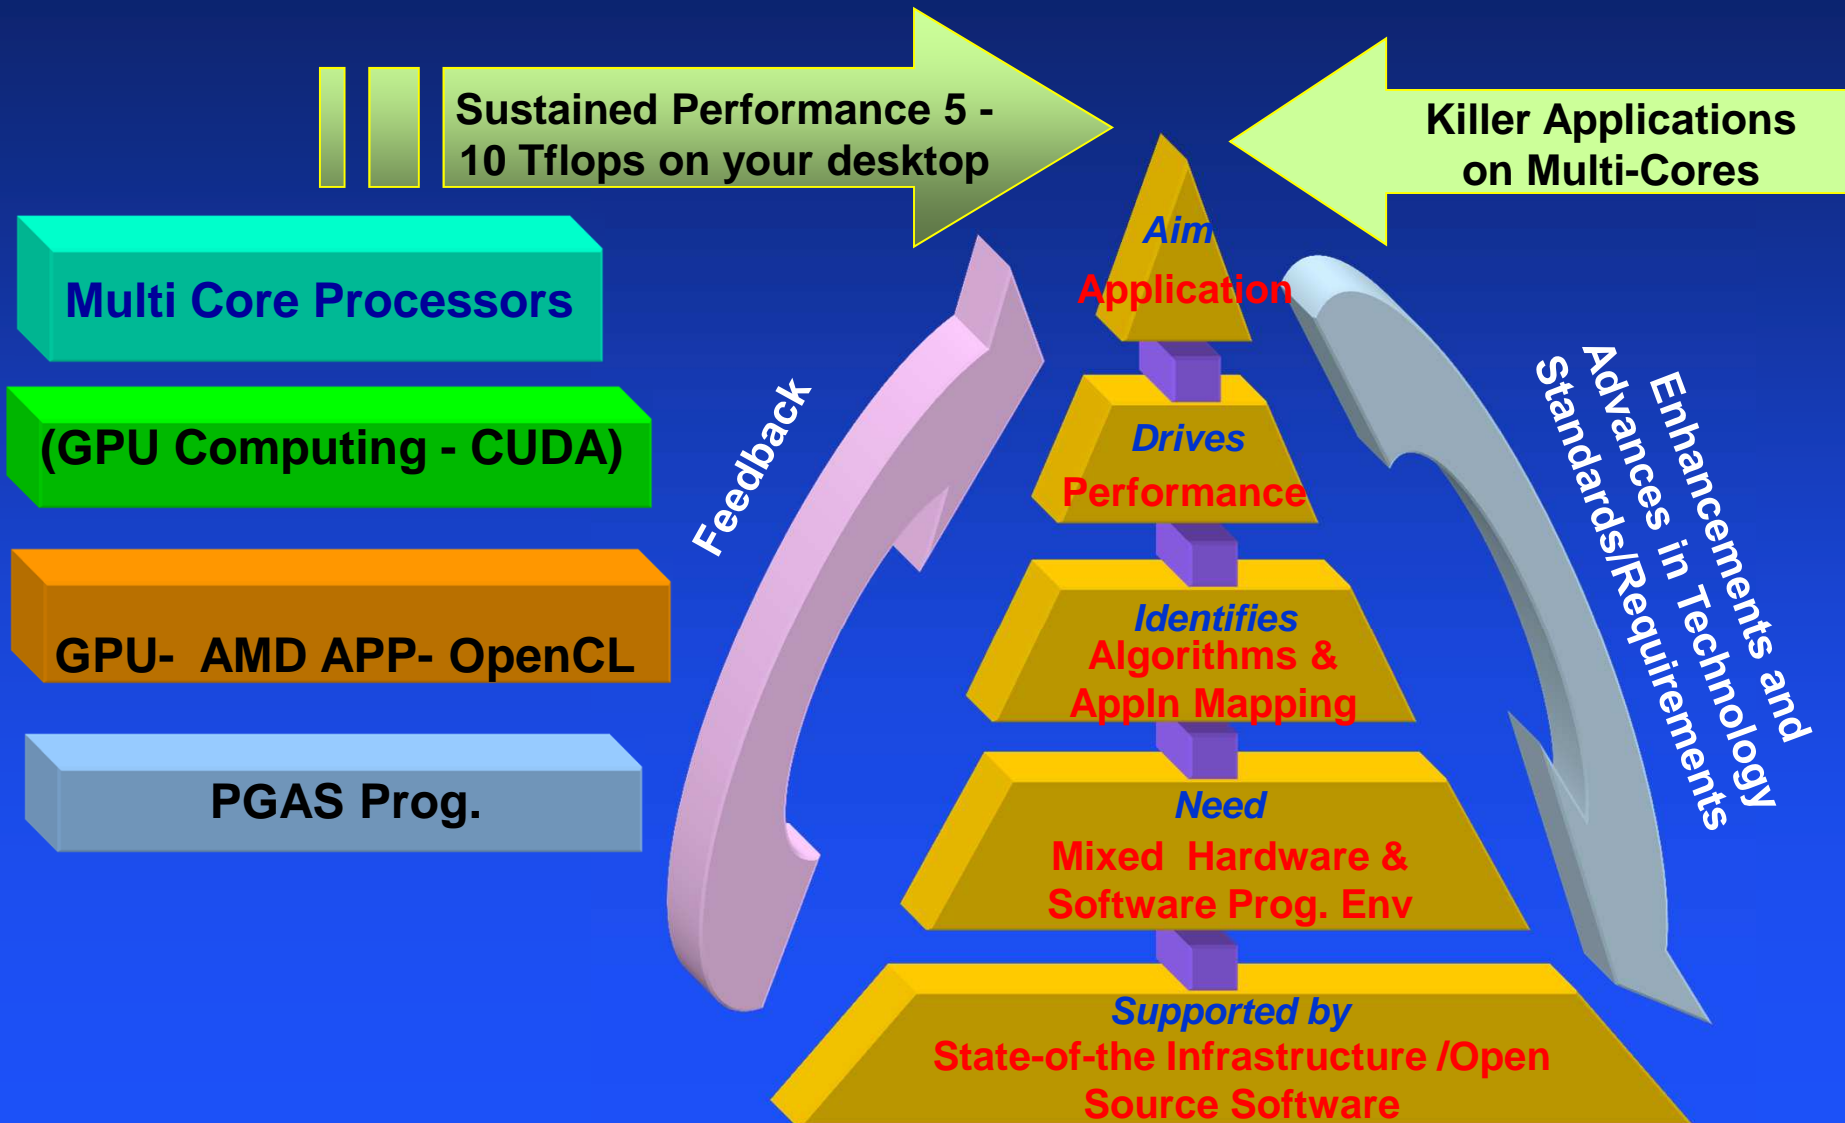 Sustained Performance 5 -
10 Tflops on your desktop
Killer Applications
on Multi-Cores
Multi Core Processors
(GPU Computing - CUDA)
GPU-  AMD APP- OpenCL
PGAS Prog.
Feedback
Aim
Application
Drives
Performance
Identifies
Algorithms &
Appln Mapping
Need
Mixed  Hardware &
Software Prog. Env
Supported by
State-of-the Infrastructure /Open
Source Software
Enhancements and
Advances in Technology
Standards/Requirements